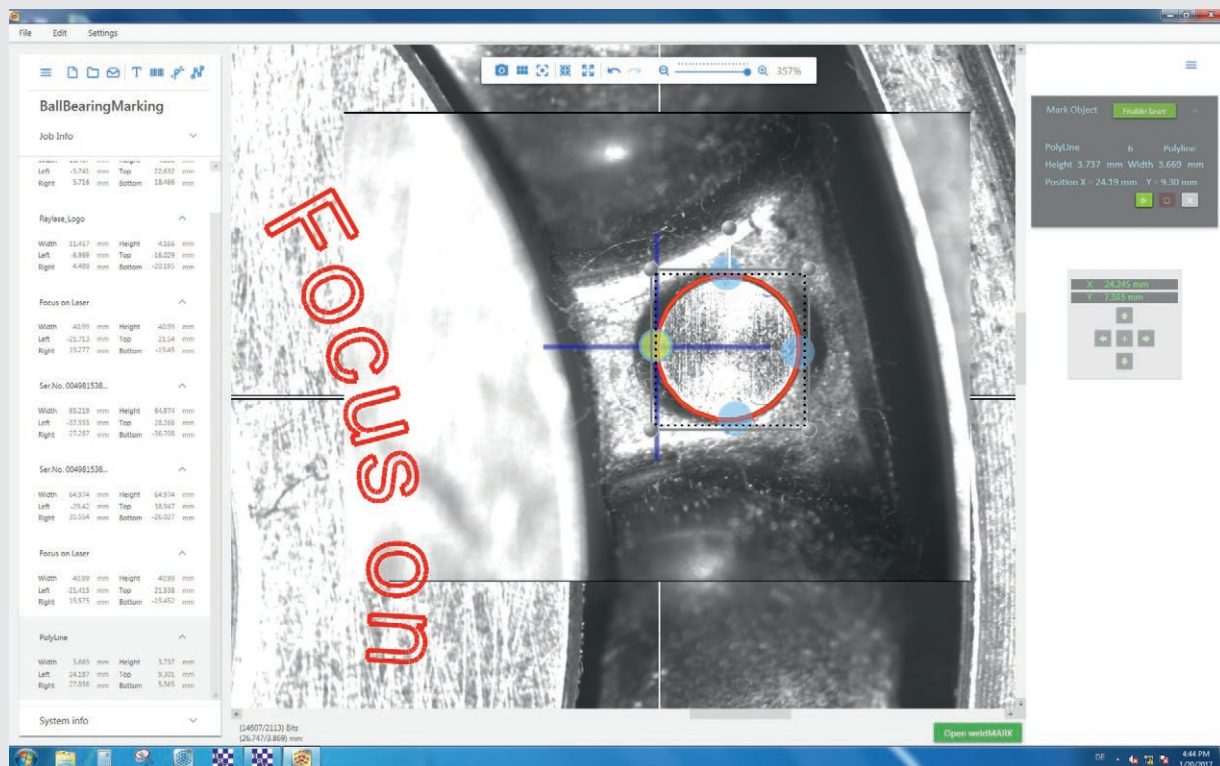 File Edit Settings
357%
BallBearingMarking
Job Info
Left -5.741 mm Top 22.632 mm
Right 5.716 mm Bottom 18.466 mm
Raylase_Logo
Width 11.457 mm Height 4.166 mm
Left -6.969 mm Top -16.029 mm
Right 4.488 mm Bottom -20.195 mm
Focus on Laser
Width 40.99 mm Height 40.99 mm
Left -21.713 mm Top 21.54 mm
Right 19.277 mm Bottom -19.45 mm
Ser.No. 004981538...
Width 65.219 mm Height 64.974 mm
Left -37.933 mm Top 28.266 mm
Right 27.287 mm Bottom -36.708 mm
Ser.No. 004981538...
Width 64.974 mm Height 64.974 mm
Left -29.42 mm Top 38.947 mm
Right 35.554 mm Bottom -26.027 mm
Focus on Laser
Width 40.99 mm Height 40.99 mm
Left -21.415 mm Top 21.538 mm
Right 19.575 mm Bottom -19.452 mm
PolyLine
Width 3.669 mm Height 3.737 mm
Left 24.187 mm Top 9.301 mm
Right 27.856 mm Bottom 5.565 mm
System info
Focus on
(14607/2113) Bits
(26.747/3.869) mm
Open weldMARK
Mark Object Enable laser
PolyLine 6 Polyline
Height 3.737 mm Width 3.669 mm
Position X = 24.19 mm Y = 9.30 mm
X 24.245 mm
Y 7.565 mm
DE
4:44 PM
1/20/2017